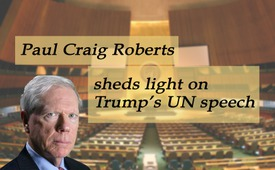 Paul Craig Roberts
sheds light on
Trump's UN speech